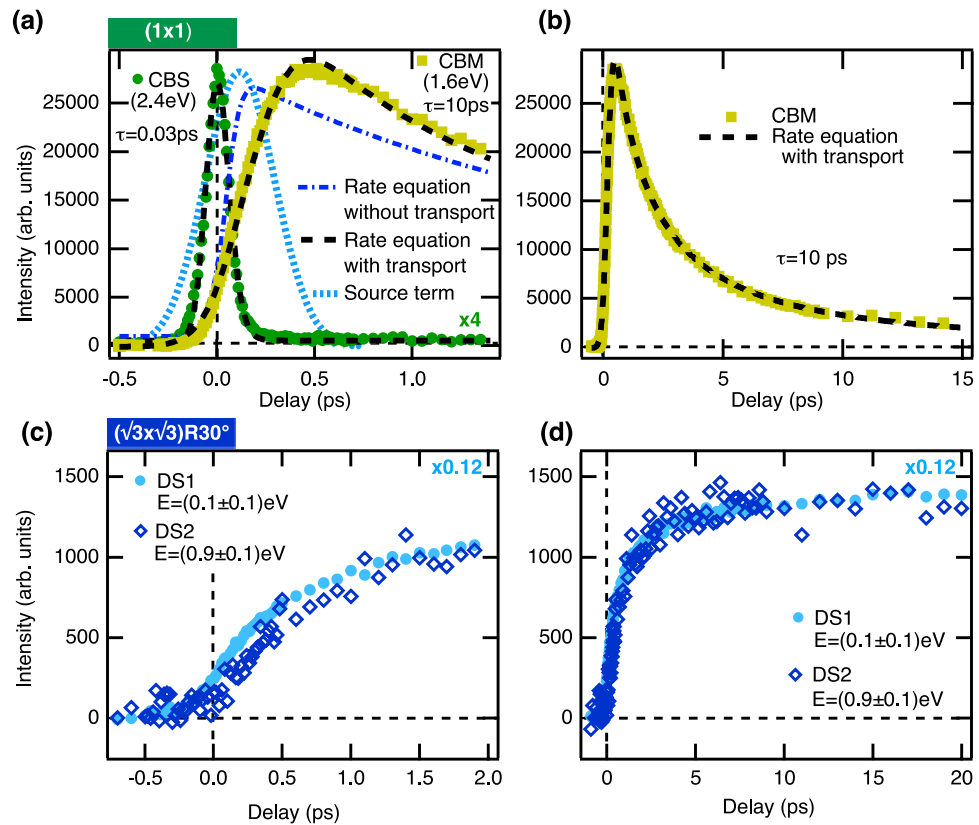 (a)
(1x1)
CBS
(2.4eV)
τ=0.03ps
CBM
(1.6eV)
τ=10ps
Rate equation
without transport
Rate equation
with transport
Source term
x4
Intensity (arb. units)
25000
20000
15000
10000
5000
0
-0.5
0.0
0.5
1.0
Delay (ps)
(b)
CBM
Rate equation
with transport
τ=10 ps
25000
20000
15000
10000
5000
0
0
5
10
15
Delay (ps)
(c)
(√3x√3)R30°
x0.12
DS1
E=(0.1±0.1)eV
DS2
E=(0.9±0.1)eV
Intensity (arb. units)
1500
1000
500
0
-0.5
0.0
0.5
1.0
1.5
2.0
Delay (ps)
(d)
x0.12
DS1
E=(0.1±0.1)eV
DS2
E=(0.9±0.1)eV
1500
1000
500
0
0
5
10
15
20
Delay (ps)